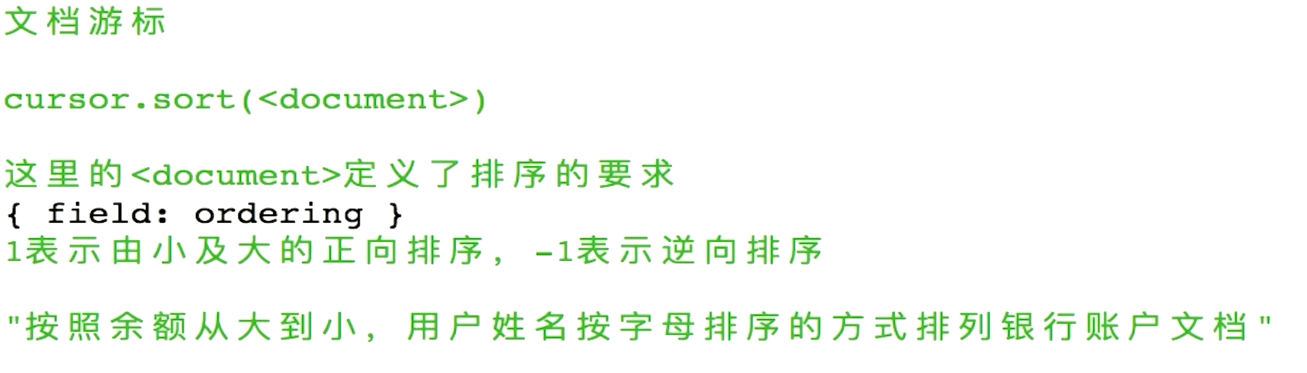 文档游标
cursor.sort(<document>)
这里的<document>定义了排序的要求
{ field: ordering }
1表示由小及大的正向排序, -1表示逆向排序
"按照余额从大到小, 用户姓名按字母排序的方式排列银行账户文档"